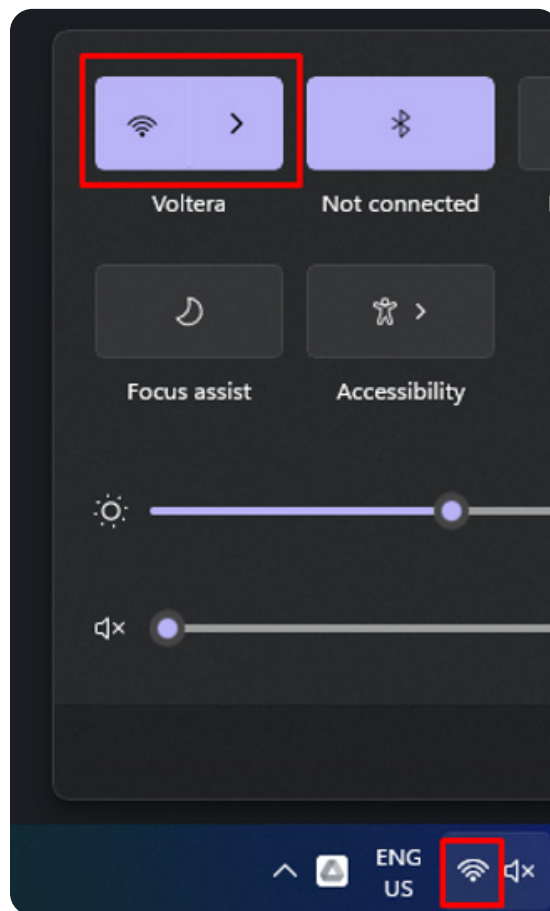 Voltera
Not connected
Focus assist
Accessibility
ENG
US